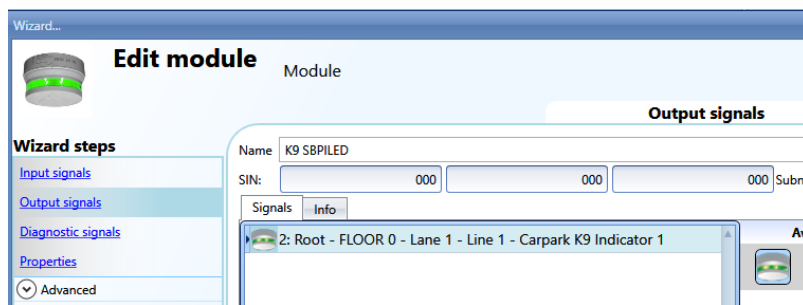 Wizard...
Edit module
Module
Output signals
Wizard steps
Input signals
Output signals
Diagnostic signals
Properties
Advanced
Name K9 SBPILED
SIN: 000 000 000
Signals Info
2: Root - FLOOR 0 - Lane 1 - Line 1 - Carpark K9 Indicator 1